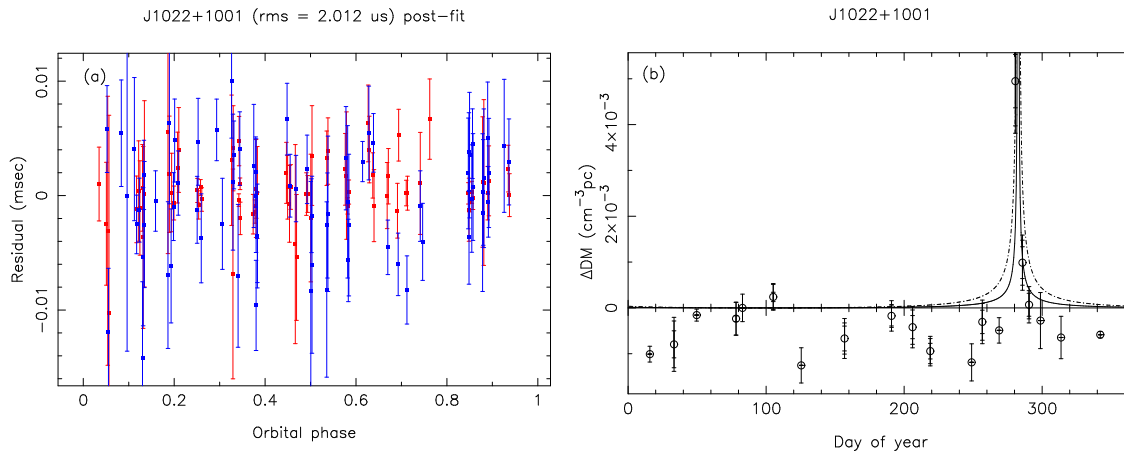 J1022+1001 (rms = 2.012 us) post-fit
(a)
Residual (msec)
0.01
0
−0.01
0
0.2
0.4
0.6
0.8
1
Orbital phase
J1022+1001
(b)
ΔDM (cm⁻³pc)
4×10⁻³
2×10⁻³
0
0
100
200
300
Day of year